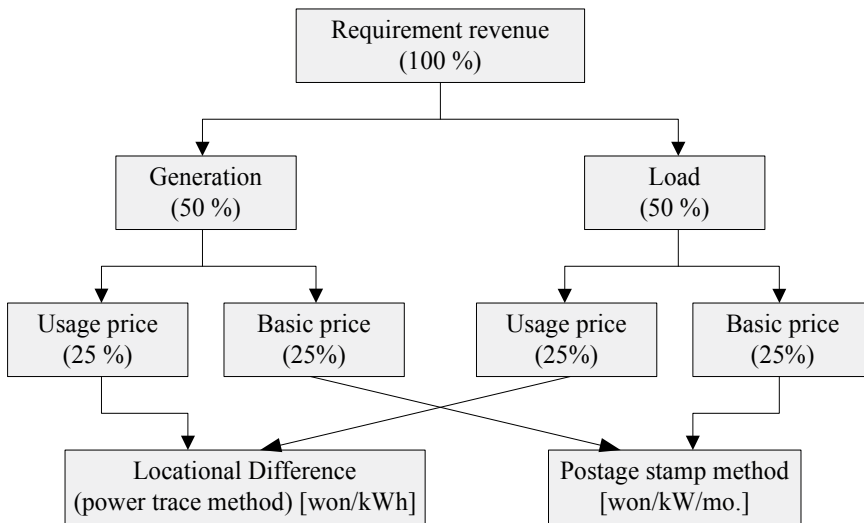 Requirement revenue
(100 %)
Generation
(50 %)
Load
(50 %)
Usage price
(25 %)
Basic price
(25%)
Usage price
(25%)
Basic price
(25%)
Locational Difference
(power trace method) [won/kWh]
Postage stamp method
[won/kW/mo.]